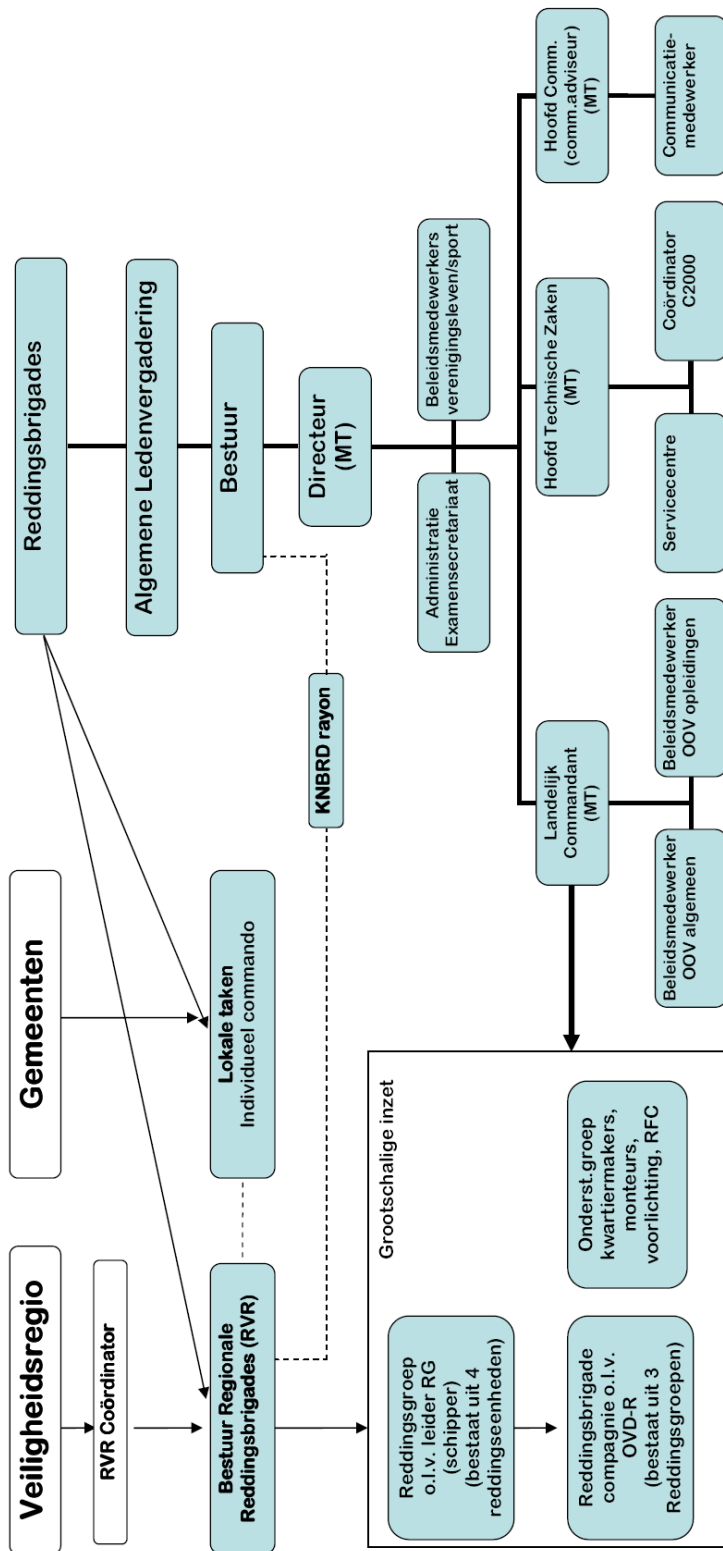 Veiligheidsregio
Gemeenten
Reddingsbrigades
RVR Coördinator
Algemene Ledenvergadering
Bestuur Regionale
Reddingsbrigades (RVR)
Lokale taken
Individueel commando
Bestuur
KNBRD rayon
Directeur
(MT)
Administratie
Examensecretariaat
Beleidsmedewerkers
verenigingsleven/sport
Grootschalige inzet
Reddingsgroep
o.l.v. leider RG
(schipper)
(bestaat uit 4
reddingseenheden)
Reddingsbrigade
compagnie o.l.v.
OVD-R
(bestaat uit 3
Reddingsgroepen)
Onderst.groep
kwartiermakers,
monteurs,
voorlichting, RFC
Landelijk
Commandant
(MT)
Hoofd Technische Zaken
(MT)
Hoofd Comm.
(comm.adviseur)
(MT)
Beleidsmedewerker
OOV algemeen
Beleidsmedewerker
OOV opleidingen
Servicecentre
Coördinator
C2000
Communicatie-
medewerker